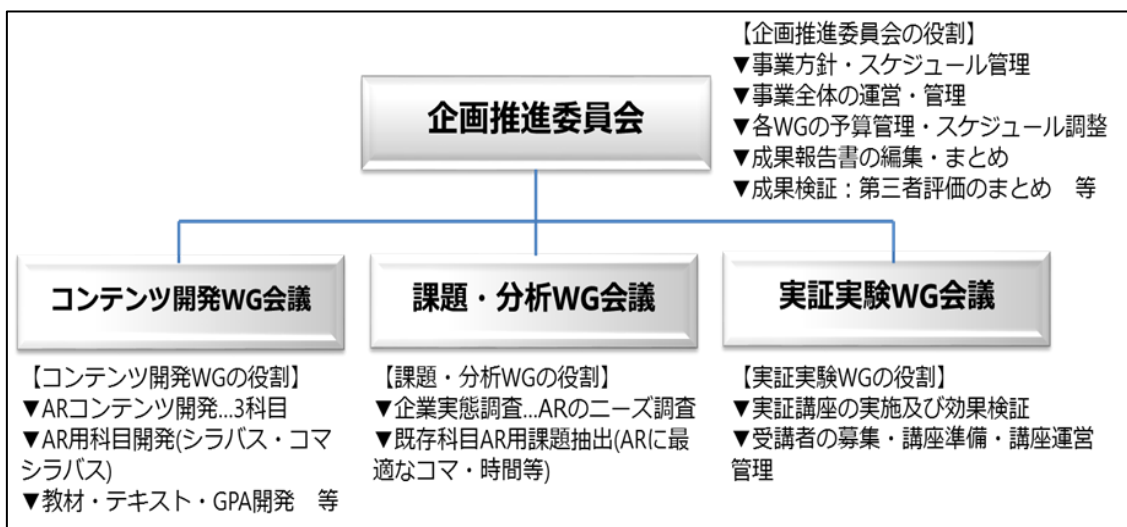 【企画推進委員会の役割】
▼事業方針・スケジュール管理
▼事業全体の運営・管理
▼各WGの予算管理・スケジュール調整
▼成果報告書の編集・まとめ
▼成果検証：第三者評価のまとめ　等
企画推進委員会
コンテンツ開発WG会議
課題・分析WG会議
実証実験WG会議
【コンテンツ開発WGの役割】
▼ARコンテンツ開発...3科目
▼AR用科目開発(シラバス・コマ
シラバス)
▼教材・テキスト・GPA開発　等
【課題・分析WGの役割】
▼企業実態調査...ARのニーズ調査
▼既存科目AR用課題抽出(ARに最
適なコマ・時間等)
【実証実験WGの役割】
▼実証講座の実施及び効果検証
▼受講者の募集・講座準備・講座運営
管理